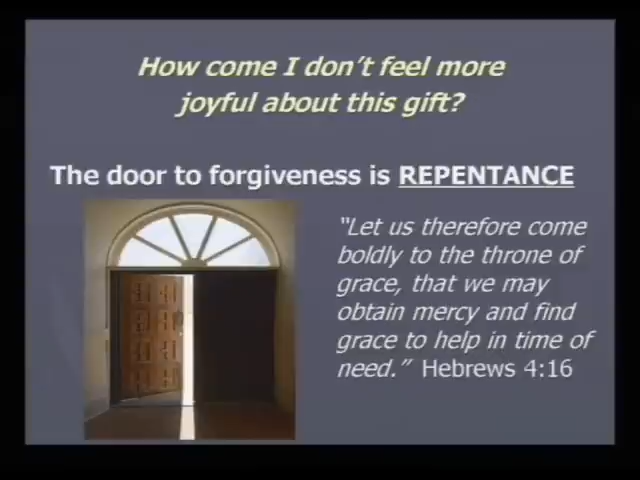 How come I don't feel more
joyful about this gift?
The door to forgiveness is REPENTANCE
“Let us therefore come
boldly to the throne of
grace, that we may
obtain mercy and find
grace to help in time of
need.” Hebrews 4:16